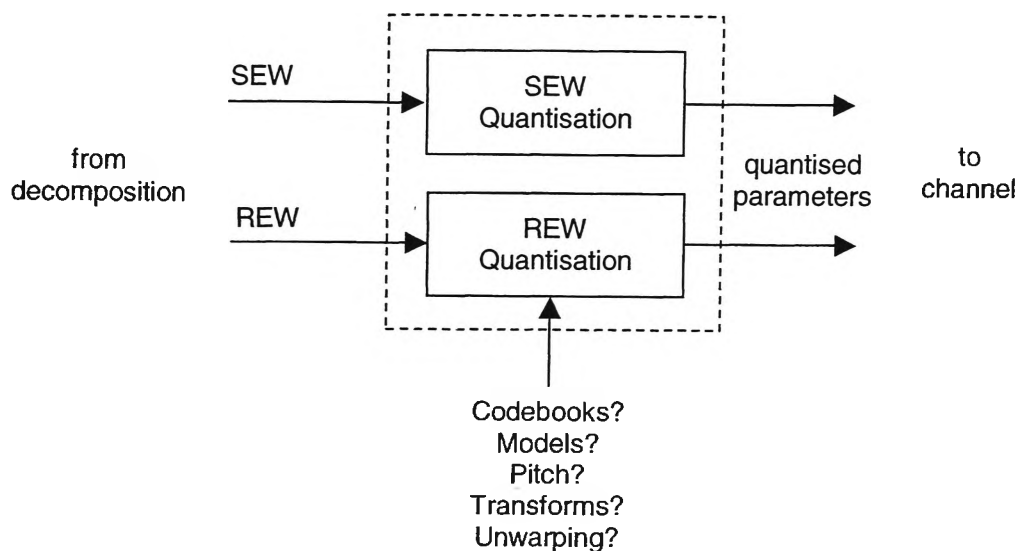 SEW
SEW
Quantisation
from
decomposition
quantised
parameters
to
channel
REW
REW
Quantisation
Codebooks?
Models?
Pitch?
Transforms?
Unwarping?